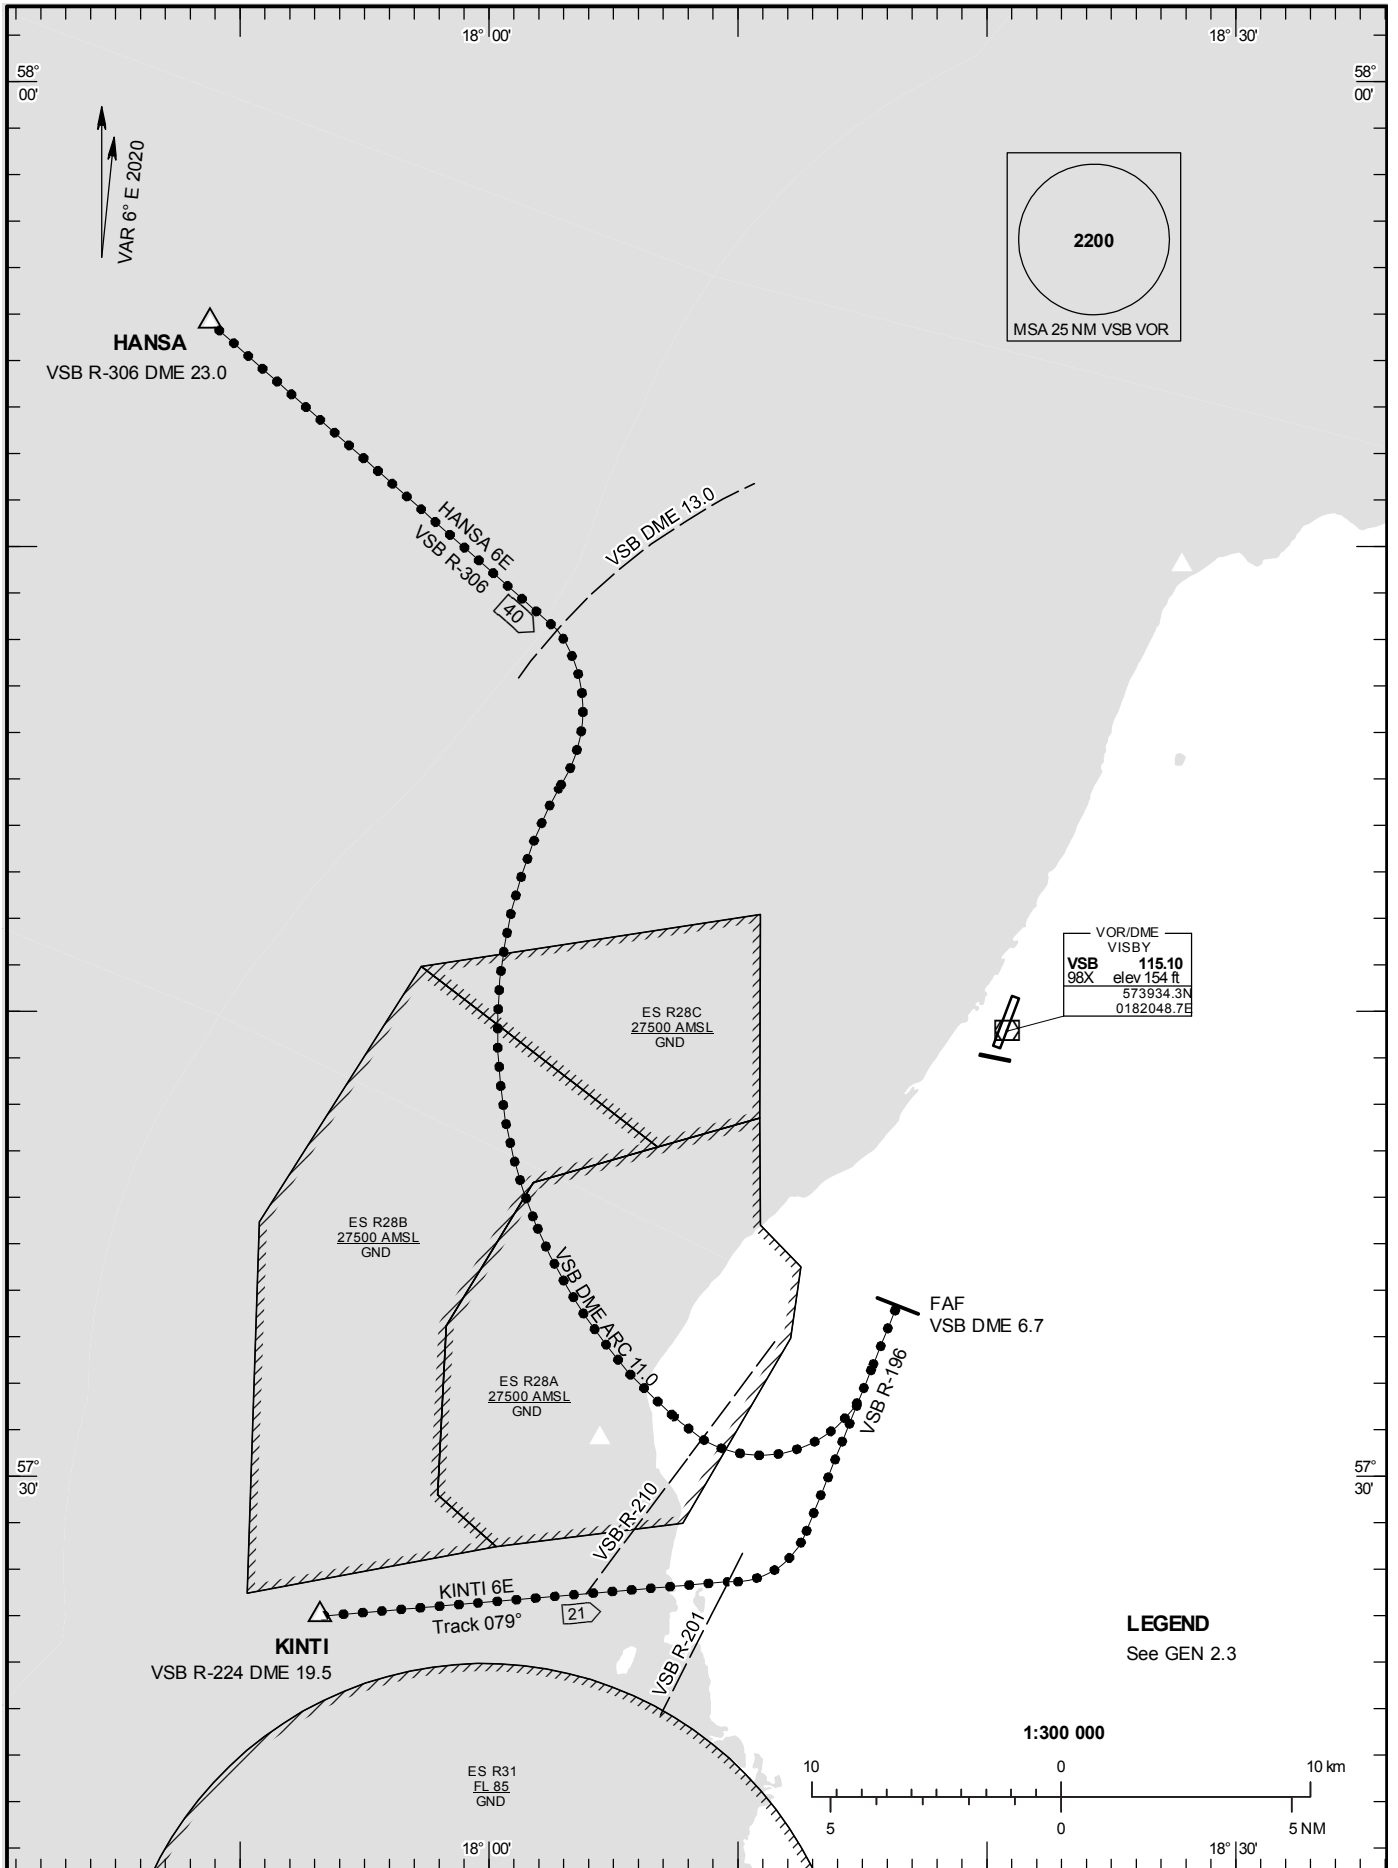 18° 00'
18° 30'
58°
00'
58°
00'
VAR 6° E 2020
2200
MSA 25 NM VSB VOR
HANSA
VSB R-306 DME 23.0
HANSA 6E
VSB R-306
40
VSB DME 13.0
VOR/DME
VISBY
VSB 115.10
98X elev 154 ft
573934.3N
0182048.7E
ES R28C
27500 AMSL
GND
ES R28B
27500 AMSL
GND
VSB DME ARC 11.0
FAF
VSB DME 6.7
VSB R-196
ES R28A
27500 AMSL
GND
57°
30'
57°
30'
VSB R-210
KINTI 6E
21
Track 079°
KINTI
VSB R-224 DME 19.5
VSB R-201
LEGEND
See GEN 2.3
1:300 000
10 0 10 km
5 0 5 NM
ES R31
FL 85
GND
18° 00'
18° 30'